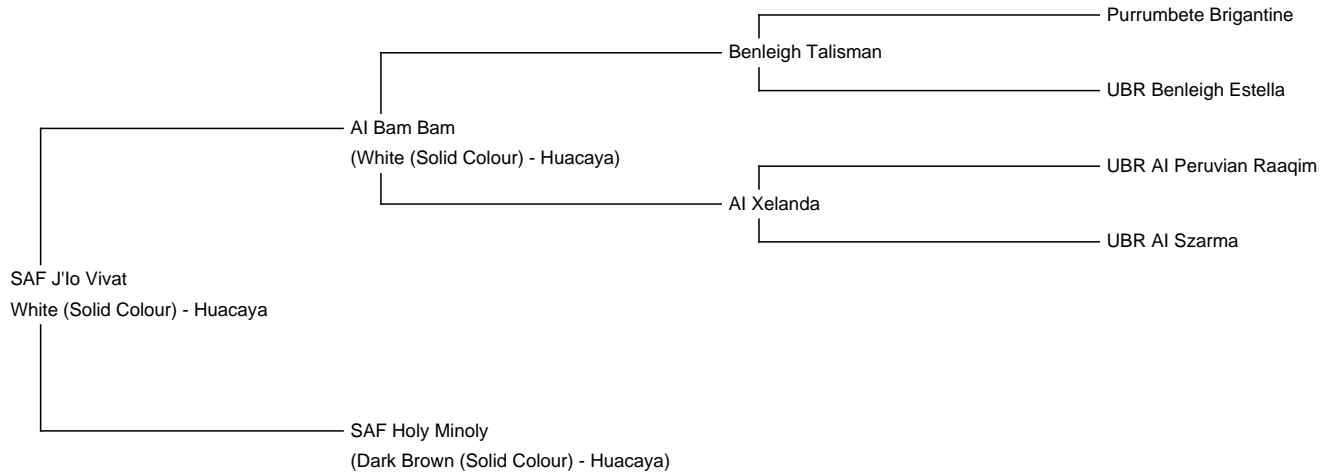 Purrumbete Brigantine
Benleigh Talisman
UBR Benleigh Estella
AI Bam Bam
(White (Solid Colour) - Huacaya)
UBR AI Peruvian Raaqim
AI Xelanda
UBR AI Szarma
SAF J'lo Vivat
White (Solid Colour) - Huacaya
SAF Holy Minoly
(Dark Brown (Solid Colour) - Huacaya)